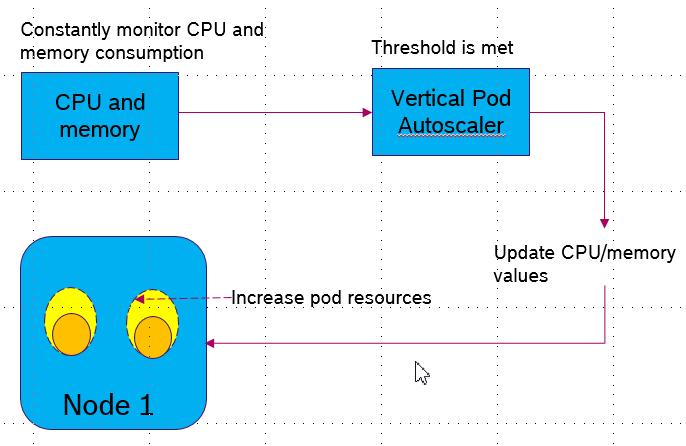 Constantly monitor CPU and
memory consumption
Threshold is met
CPU and
memory
Vertical Pod
Autoscaler
Update CPU/memory
values
Increase pod resources
Node 1